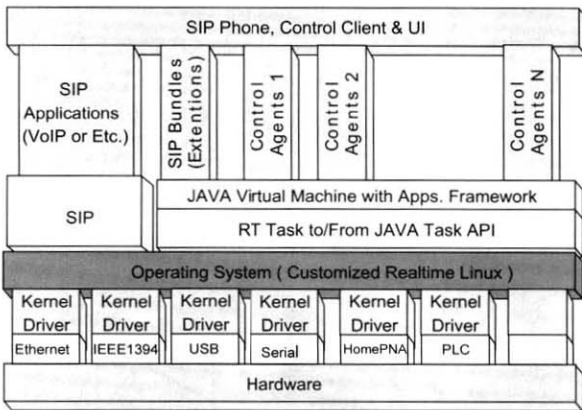 SIP Phone, Control Client & UI
SIP
Applications
(VoIP or Etc.)
SIP Bundles
(Extentions)
Control
Agents 1
Control
Agents 2
Control
Agents N
SIP
JAVA Virtual Machine with Apps. Framework
RT Task to/From JAVA Task API
Operating System ( Customized Realtime Linux )
Kernel
Driver
Ethernet
Kernel
Driver
IEEE1394
Kernel
Driver
USB
Kernel
Driver
Serial
Kernel
Driver
HomePNA
Kernel
Driver
PLC
Hardware